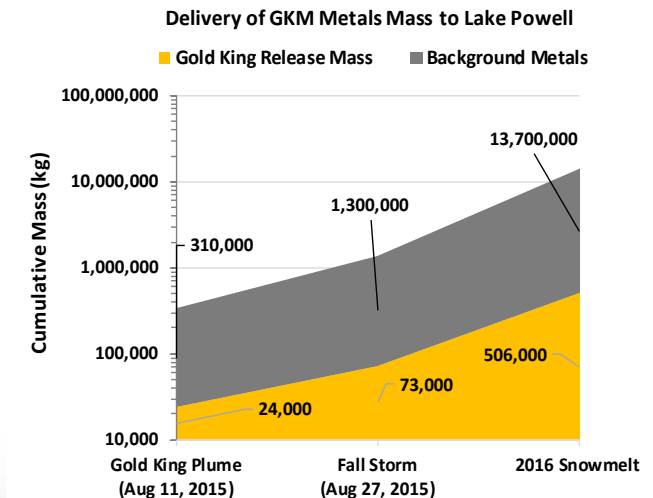 Delivery of GKM Metals Mass to Lake Powell
Gold King Release Mass
Background Metals
Cumulative Mass (kg)
100,000,000
10,000,000
1,000,000
100,000
10,000
310,000
1,300,000
13,700,000
24,000
73,000
506,000
Gold King Plume
(Aug 11, 2015)
Fall Storm
(Aug 27, 2015)
2016 Snowmelt